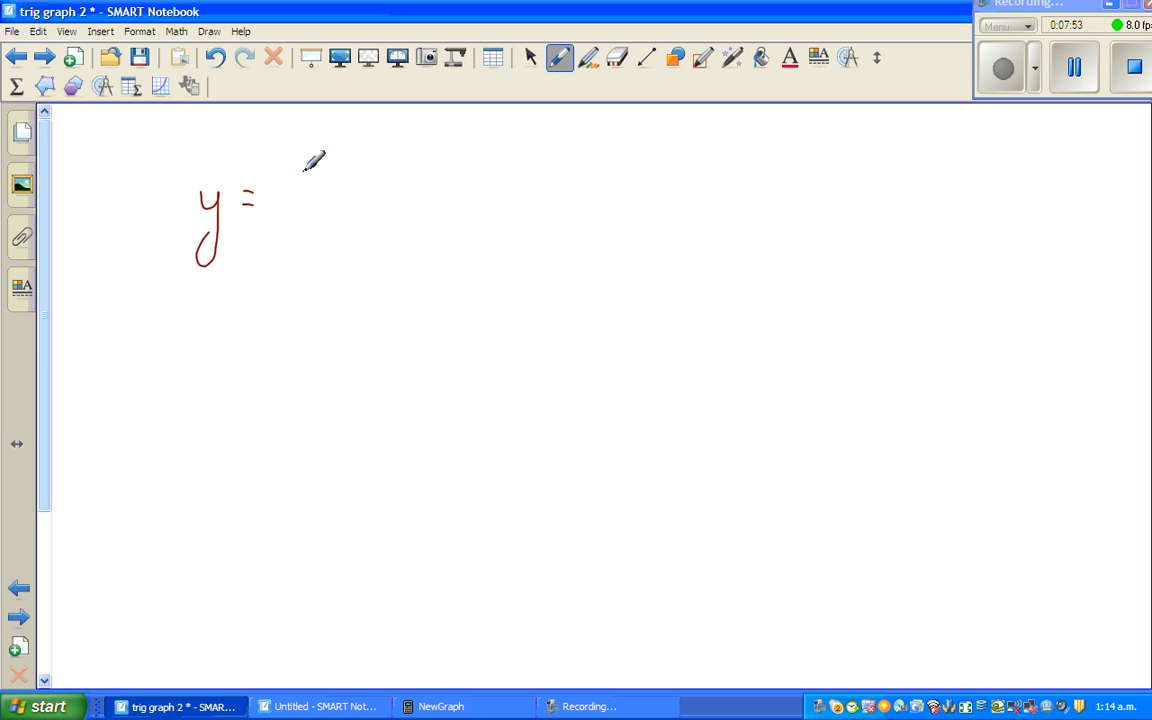 trig graph 2 * - SMART Notebook
Recording...
File Edit View Insert Format Math Draw Help
Menu
0:07:53
8.0 fp
y =
start
trig graph 2 * - SMAR...
Untitled - SMART Not...
NewGraph
Recording...
1:14 a.m.